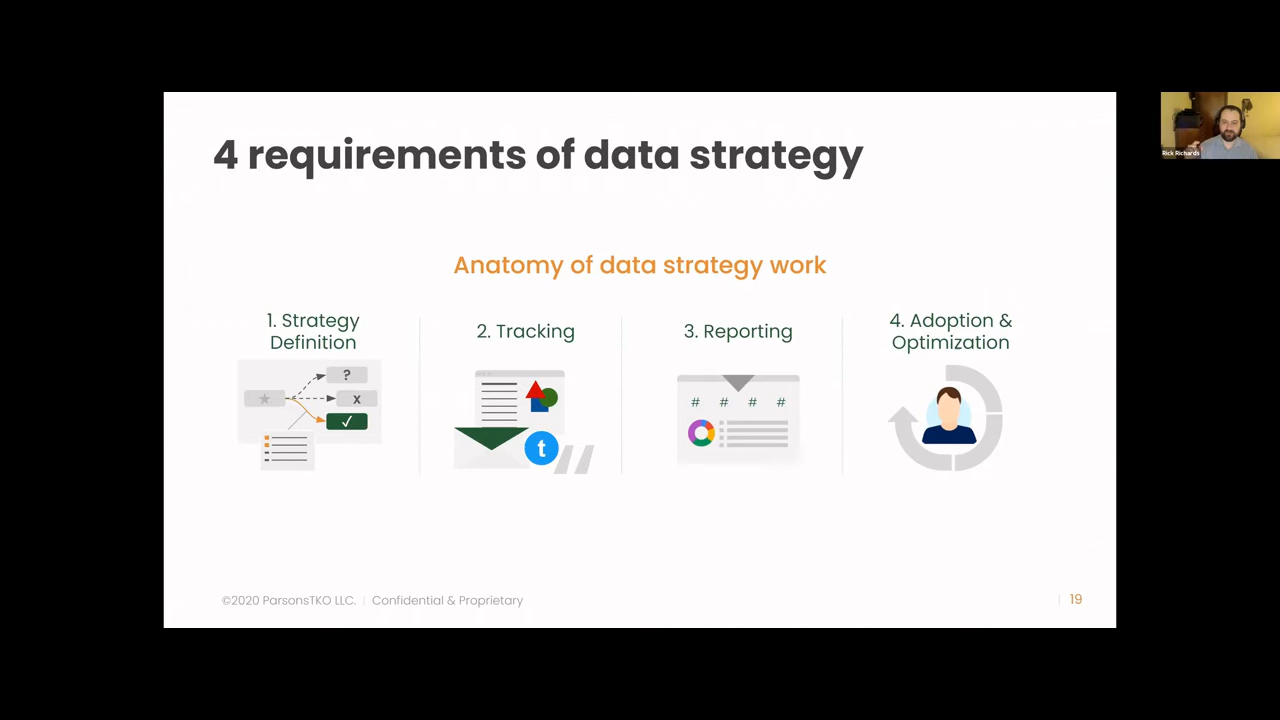 4 requirements of data strategy
Rick Richards
Anatomy of data strategy work
1. Strategy
Definition
2. Tracking
3. Reporting
4. Adoption &
Optimization
?
x
✓
t
# # # #
©2020 ParsonsTKO LLC. | Confidential & Proprietary
| 19